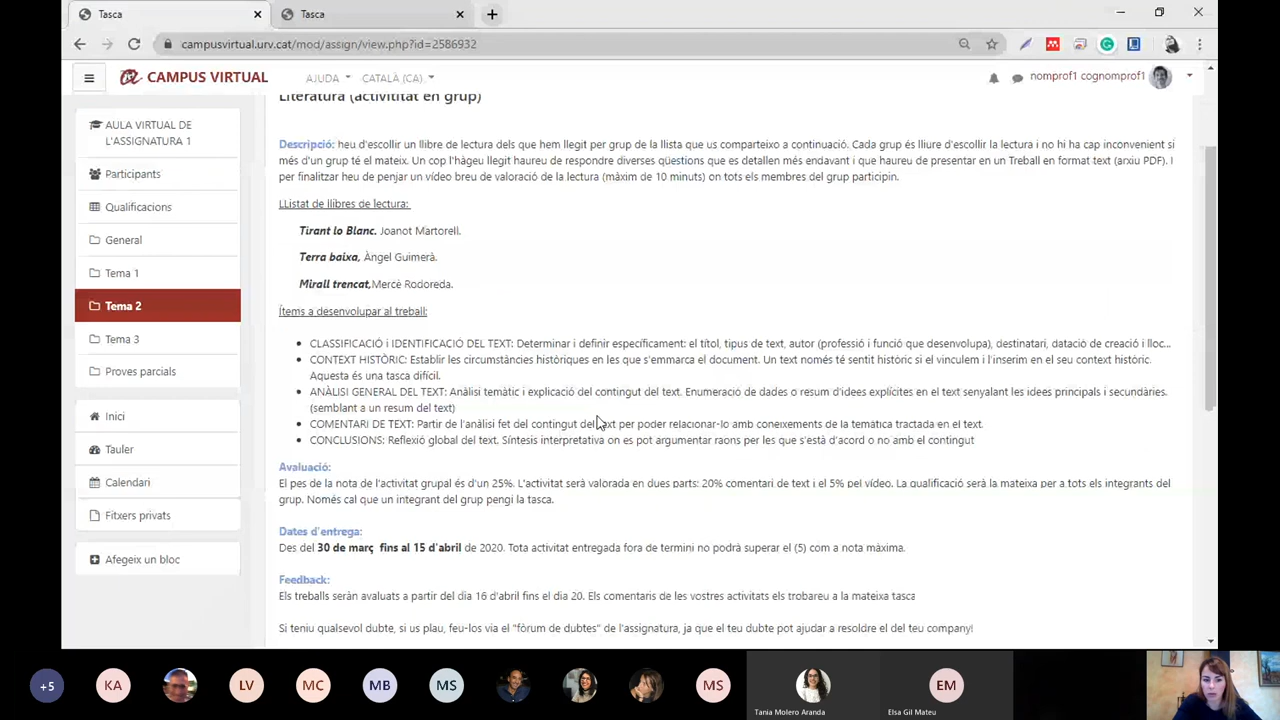 Tasca
Tasca
campusvirtual.urv.cat/mod/assign/view.php?id=2586932
CAMPUS VIRTUAL
AJUDA
CATALÀ (CA)
nomprof1 cognomprof1
AULA VIRTUAL DE
L'ASSIGNATURA 1
Participants
Qualificacions
General
Tema 1
Tema 2
Tema 3
Proves parcials
Inici
Tauler
Calendari
Fitxers privats
Afegeix un bloc
Literatura (activititat en grup)
Descripció: heu d'escollir un llibre de lectura dels que hem llegit per grup de la llista que us comparteixo a continuació. Cada grup és lliure d'escollir la lectura i no hi ha cap inconvenient si
més d'un grup té el mateix. Un cop l'hàgeu llegit haureu de respondre diverses qüestions que es detallen més endavant i que haureu de presentar en un Treball en format text (arxiu PDF). I
per finalitzar heu de penjar un vídeo breu de valoració de la lectura (màxim de 10 minuts) on tots els membres del grup participin.
LListat de llibres de lectura:
Tirant lo Blanc. Joanot Martorell.
Terra baixa, Àngel Guimerà.
Mirall trencat,Mercè Rodoreda.
Ítems a desenvolupar al treball:
• CLASSIFICACIÓ i IDENTIFICACIÓ DEL TEXT: Determinar i definir específicament: el títol, tipus de text, autor (professió i funció que desenvolupa), destinatari, datació de creació i lloc...
• CONTEXT HISTÒRIC: Establir les circumstàncies històriques en les que s'emmarca el document. Un text només té sentit històric si el vinculem i l'inserim en el seu context històric.
Aquesta és una tasca difícil.
• ANÀLISI GENERAL DEL TEXT: Anàlisi temàtic i explicació del contingut del text. Enumeració de dades o resum d'idees explícites en el text senyalant les idees principals i secundàries.
(semblant a un resum del text)
• COMENTARI DE TEXT: Partir de l'anàlisi fet del contingut del text per poder relacionar-lo amb coneixements de la temàtica tractada en el text.
• CONCLUSIONS: Reflexió global del text. Síntesis interpretativa on es pot argumentar raons per les que s'està d'acord o no amb el contingut
Avaluació:
El pes de la nota de l'activitat grupal és d'un 25%. L'activitat serà valorada en dues parts: 20% comentari de text i el 5% pel vídeo. La qualificació serà la mateixa per a tots els integrants del
grup. Només cal que un integrant del grup pengi la tasca.
Dates d'entrega:
Des del 30 de març fins al 15 d'abril de 2020. Tota activitat entregada fora de termini no podrà superar el (5) com a nota màxima.
Feedback:
Els treballs seràn avaluats a partir del dia 16 d'abril fins el dia 20. Els comentaris de les vostres activitats els trobareu a la mateixa tasca
Si teniu qualsevol dubte, si us plau, feu-los via el "fòrum de dubtes" de l'assignatura, ja que el teu dubte pot ajudar a resoldre el del teu company!
+5
KA
LV
MC
MB
MS
MS
Tania Molero Aranda
EM
Elsa Gil Mateu